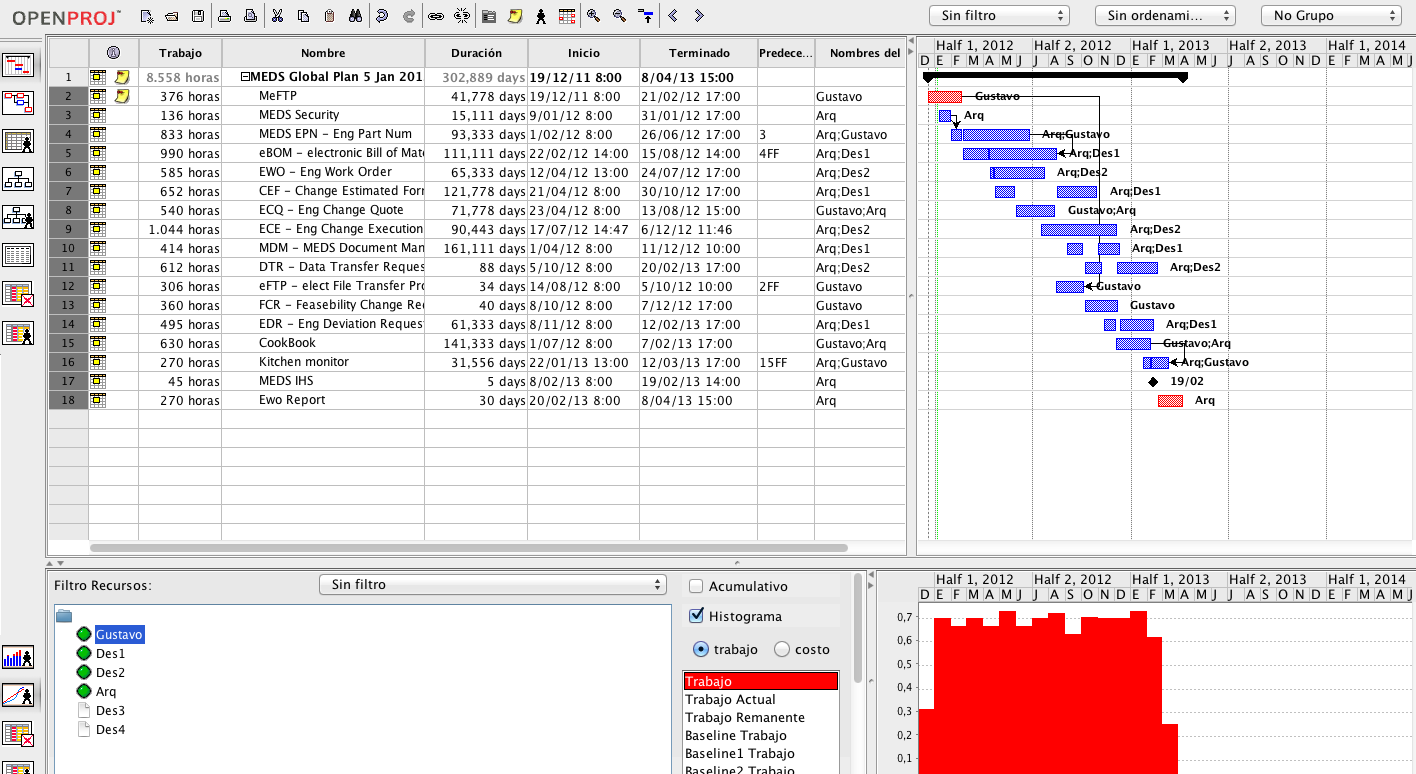 OPENPROJ™ Sin filtro Sin ordenami... No Grupo
Trabajo Nombre Duración Inicio Terminado Predece... Nombres del
1 8.558 horas MEDS Global Plan 5 Jan 201 302,889 days 19/12/11 8:00 8/04/13 15:00
2 376 horas MeFTP 41,778 days 19/12/11 8:00 21/02/12 17:00 Gustavo
3 136 horas MEDS Security 15,111 days 9/01/12 8:00 31/01/12 17:00 Arq
4 833 horas MEDS EPN – Eng Part Num 93,333 days 1/02/12 8:00 26/06/12 17:00 3 Arq;Gustavo
5 990 horas eBOM – electronic Bill of Mate 111,111 days 22/02/12 14:00 15/08/12 14:00 4FF Arq;Des1
6 585 horas EWO – Eng Work Order 65,333 days 12/04/12 13:00 24/07/12 17:00 Arq;Des2
7 652 horas CEF – Change Estimated For 121,778 days 21/04/12 8:00 30/10/12 17:00 Arq;Des1
8 540 horas ECQ – Eng Change Quote 71,778 days 23/04/12 8:00 13/08/12 15:00 Gustavo;Arq
9 1.044 horas ECE – Eng Change Execution 90,443 days 17/07/12 14:47 6/12/12 11:46 Arq;Des2
10 414 horas MDM – MEDS Document Man 161,111 days 1/04/12 8:00 11/12/12 10:00 Arq;Des1
11 612 horas DTR – Data Transfer Reques 88 days 5/10/12 8:00 20/02/13 17:00 Arq;Des2
12 306 horas eFTP – elect File Transfer Pro 34 days 14/08/12 8:00 5/10/12 10:00 2FF Gustavo
13 360 horas FCR – Feasebility Change Re 40 days 8/10/12 8:00 7/12/12 17:00 Gustavo
14 495 horas EDR – Eng Deviation Reques 61,333 days 8/11/12 8:00 12/02/13 17:00 Arq;Des1
15 630 horas CookBook 141,333 days 1/07/12 8:00 7/02/13 17:00 Gustavo;Arq
16 270 horas Kitchen monitor 31,556 days 22/01/13 13:00 12/03/13 17:00 15FF Arq;Gustavo
17 45 horas MEDS IHS 5 days 8/02/13 8:00 19/02/13 14:00 Arq
18 270 horas Ewo Report 30 days 20/02/13 8:00 8/04/13 15:00 Arq
Half 1, 2012 Half 2, 2012 Half 1, 2013 Half 2, 2013 Half 1, 2014
D E F M A M J J A S O N D E F M A M J J A S O N D E F M A M J
Gustavo
Arq
Arq;Gustavo
Arq;Des1
Arq;Des2
Arq;Des1
Gustavo;Arq
Arq;Des2
Arq;Des1
Arq;Des2
Gustavo
Gustavo
Arq;Des1
Gustavo;Arq
Arq;Gustavo
19/02
Arq
Filtro Recursos: Sin filtro
Gustavo
Des1
Des2
Arq
Des3
Des4
Acumulativo
Histograma
trabajo costo
Trabajo
Trabajo Actual
Trabajo Remanente
Baseline Trabajo
Baseline1 Trabajo
Baseline2 Trabajo
Half 1, 2012 Half 2, 2012 Half 1, 2013 Half 2, 2013 Half 1, 2014
D E F M A M J J A S O N D E F M A M J J A S O N D E F M A M J
0,7
0,6
0,5
0,4
0,3
0,2
0,1